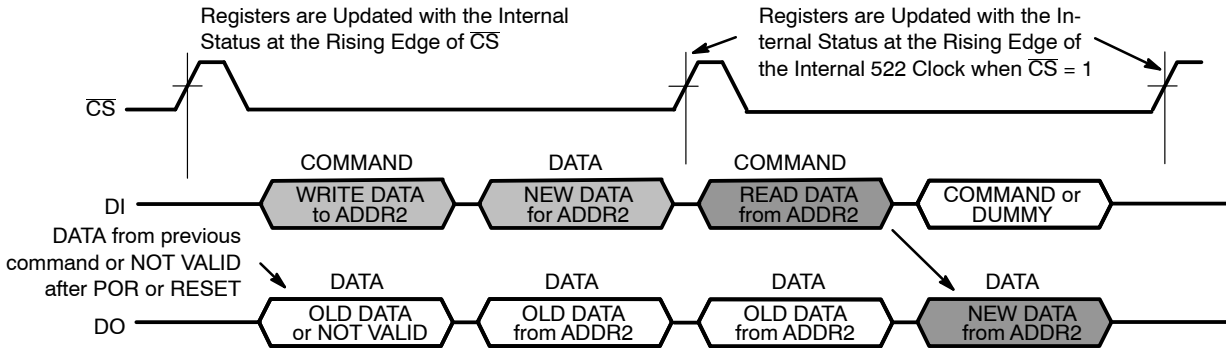 Registers are Updated with the Internal
Status at the Rising Edge of C̅S̅
Registers are Updated with the In-
ternal Status at the Rising Edge of
the Internal 522 Clock when C̅S̅ = 1
C̅S̅
COMMAND
DATA
COMMAND
DI
WRITE DATA
to ADDR2
NEW DATA
for ADDR2
READ DATA
from ADDR2
COMMAND or
DUMMY
DATA from previous
command or NOT VALID
after POR or RESET
DATA
DATA
DATA
DATA
DO
OLD DATA
or NOT VALID
OLD DATA
from ADDR2
OLD DATA
from ADDR2
NEW DATA
from ADDR2